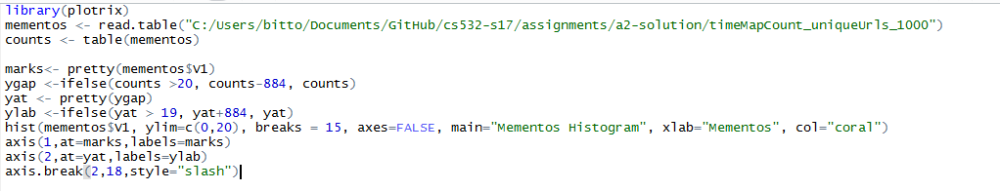 library(plotrix)
mementos <- read.table("C:/Users/bitto/Documents/GitHub/cs532-s17/assignments/a2-solution/timeMapCount_uniqueUrls_1000")
counts <- table(mementos)
marks<- pretty(mementos$V1)
ygap <-ifelse(counts >20, counts-884, counts)
yat <- pretty(ygap)
ylab <-ifelse(yat > 19, yat+884, yat)
hist(mementos$V1, ylim=c(0,20), breaks = 15, axes=FALSE, main="Mementos Histogram", xlab="Mementos", col="coral")
axis(1,at=marks,labels=marks)
axis(2,at=yat,labels=ylab)
axis.break(2,18,style="slash")